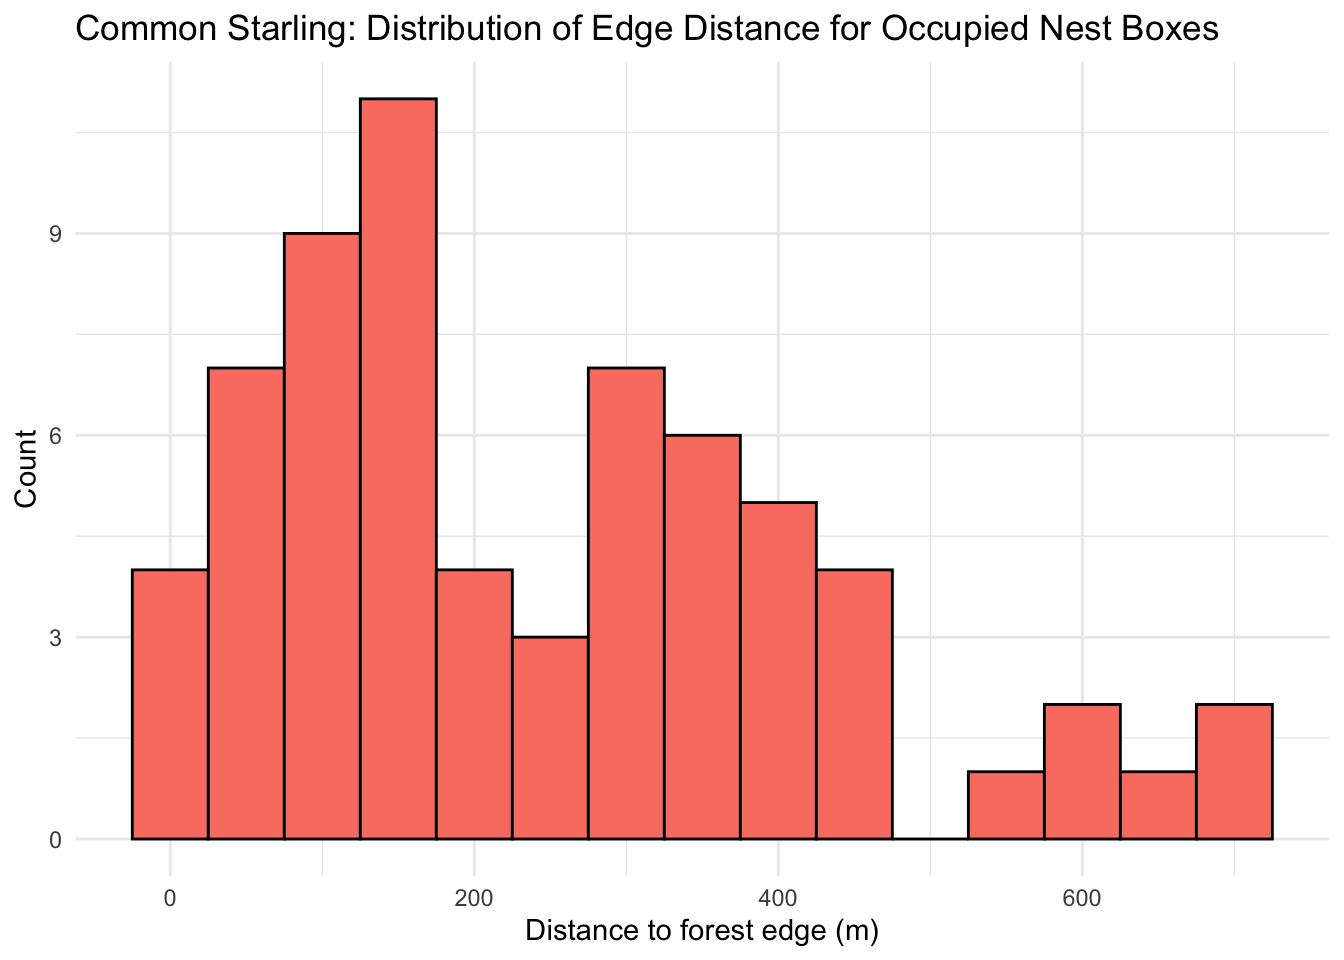 Common Starling: Distribution of Edge Distance for Occupied Nest Boxes
Count
9
6
3
0
0 200 400 600
Distance to forest edge (m)